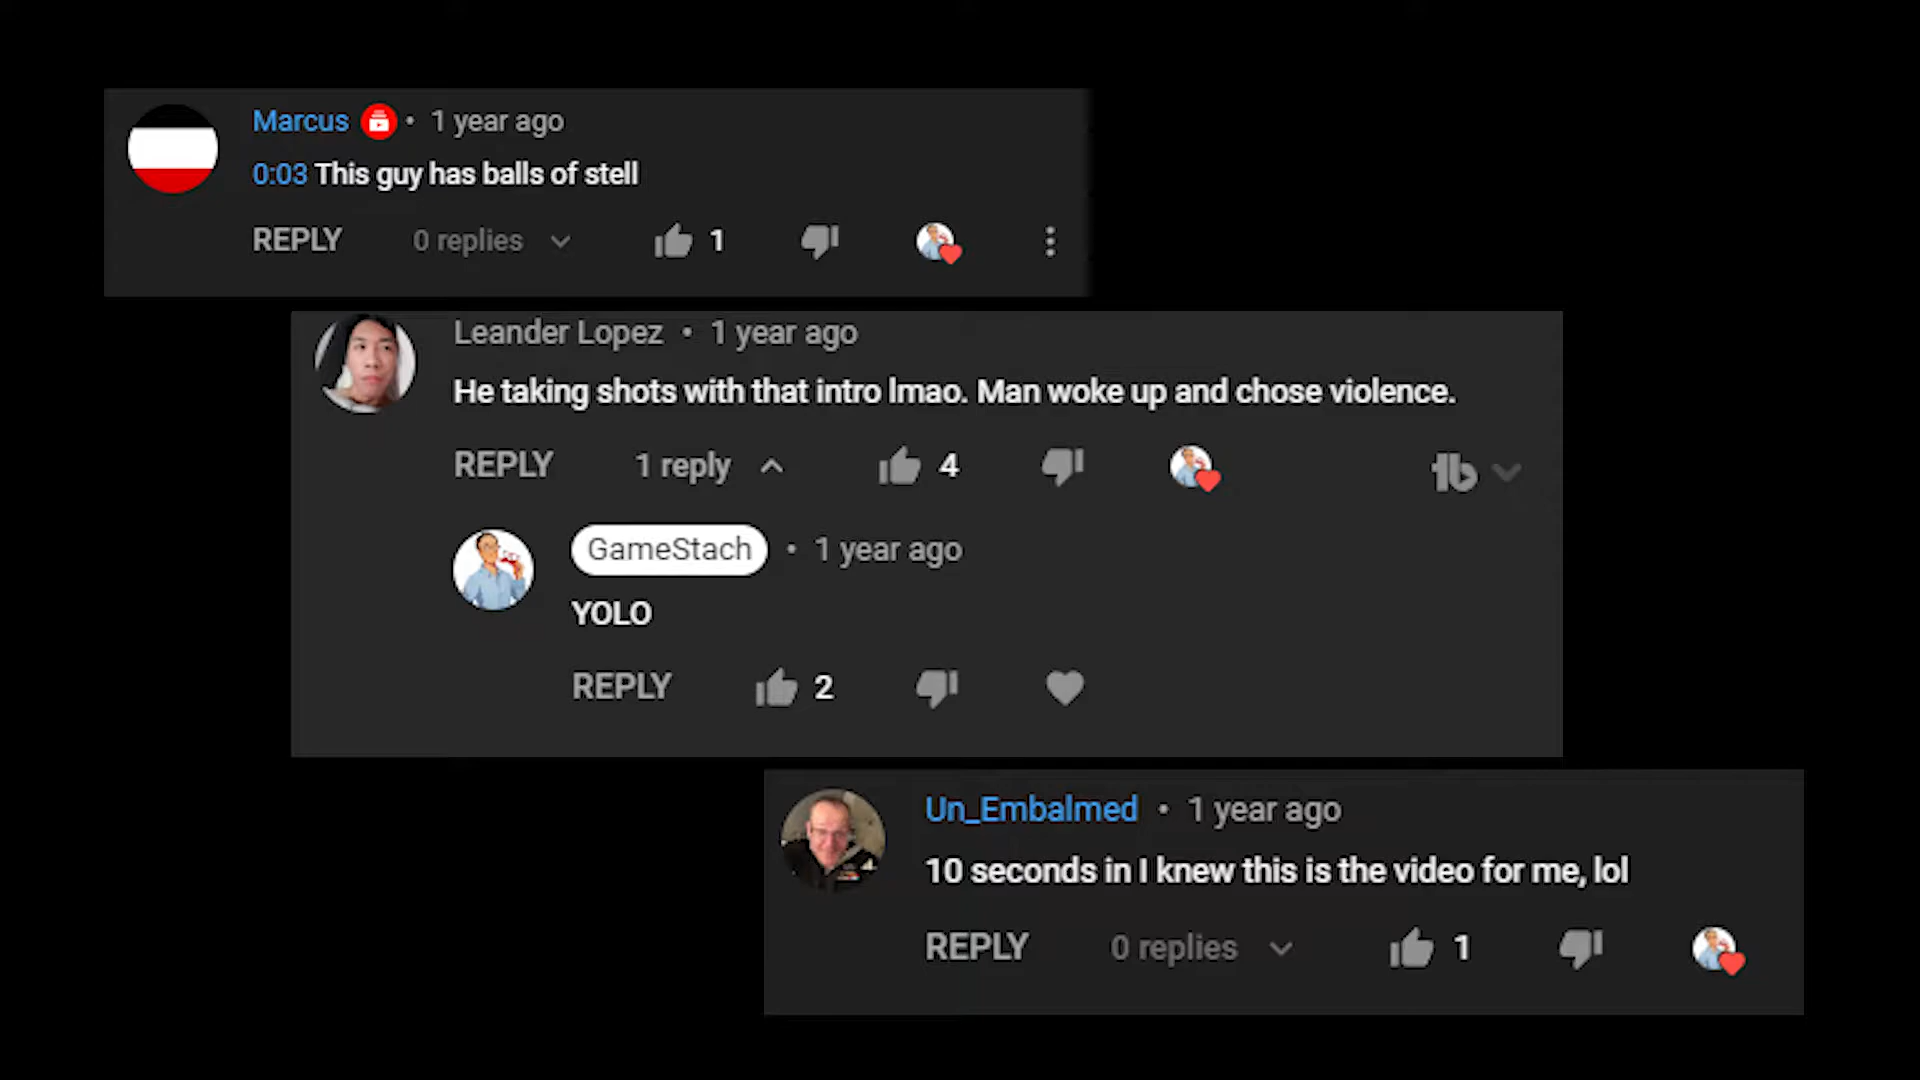 Marcus • 1 year ago
0:03 This guy has balls of stell
REPLY 0 replies 1
Leander Lopez • 1 year ago
He taking shots with that intro lmao. Man woke up and chose violence.
REPLY 1 reply 4
GameStach • 1 year ago
YOLO
REPLY 2
Un_Embalmed • 1 year ago
10 seconds in I knew this is the video for me, lol
REPLY 0 replies 1